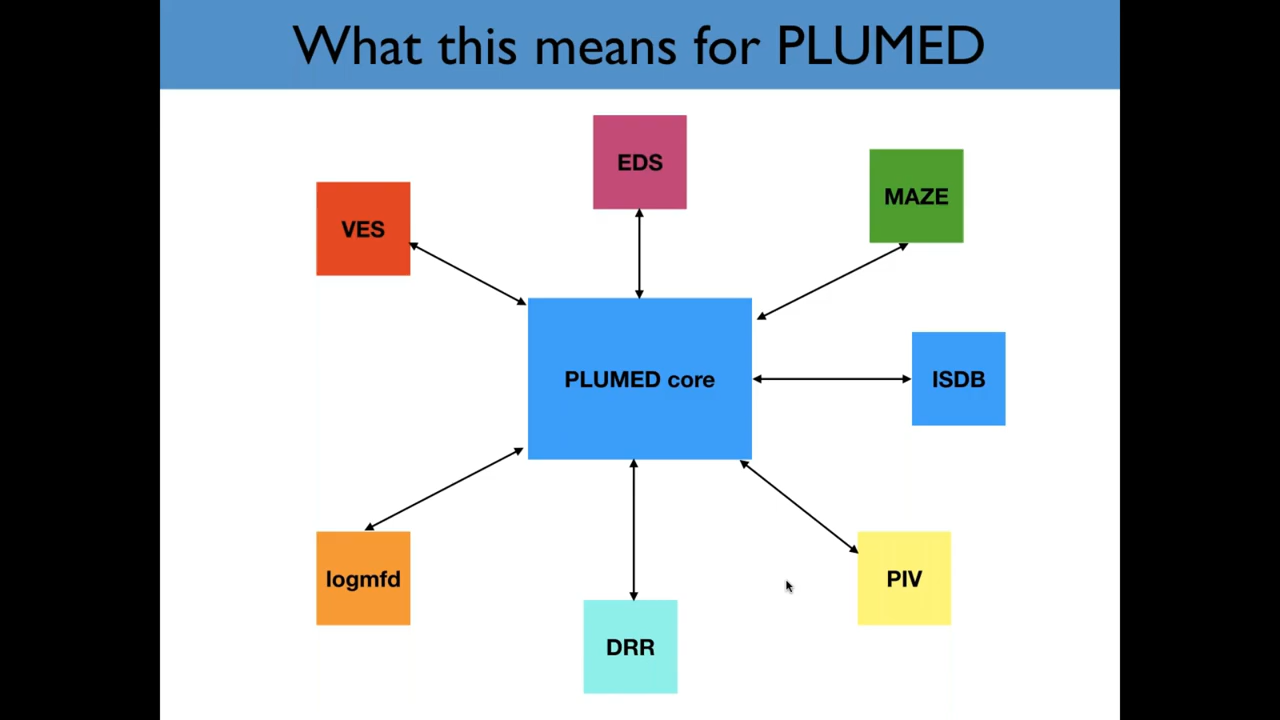 What this means for PLUMED
EDS
MAZE
VES
PLUMED core
ISDB
logmfd
PIV
DRR